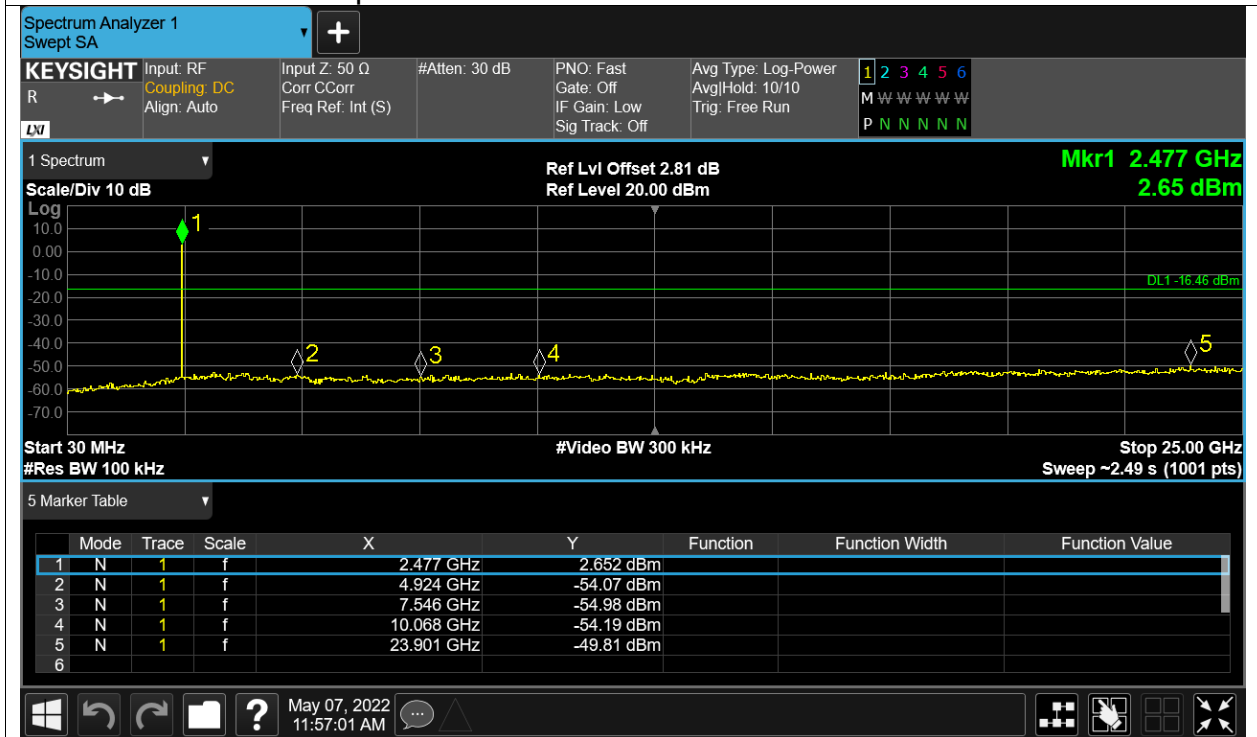 Spectrum Analyzer 1
Swept SA
+
KEYSIGHT Input: RF Input Z: 50 Ω #Atten: 30 dB PNO: Fast Avg Type: Log-Power 1 2 3 4 5 6
R Coupling: DC Corr CCorr Gate: Off Avg|Hold: 10/10 M W W W W W
Align: Auto Freq Ref: Int (S) IF Gain: Low Trig: Free Run
LXI Sig Track: Off P N N N N N
1 Spectrum Ref Lvl Offset 2.81 dB Mkr1 2.477 GHz
Scale/Div 10 dB Ref Level 20.00 dBm 2.65 dBm
Log
1
10.0
0.00
-10.0
DL1 -16.46 dBm
-20.0
-30.0
-40.0
2 3 4 5
-50.0
-60.0
-70.0
Start 30 MHz #Video BW 300 kHz Stop 25.00 GHz
#Res BW 100 kHz Sweep ~2.49 s (1001 pts)
5 Marker Table
Mode Trace Scale X Y Function Function Width Function Value
1 N 1 f 2.477 GHz 2.652 dBm
2 N 1 f 4.924 GHz -54.07 dBm
3 N 1 f 7.546 GHz -54.98 dBm
4 N 1 f 10.068 GHz -54.19 dBm
5 N 1 f 23.901 GHz -49.81 dBm
6
? May 07, 2022
11:57:01 AM